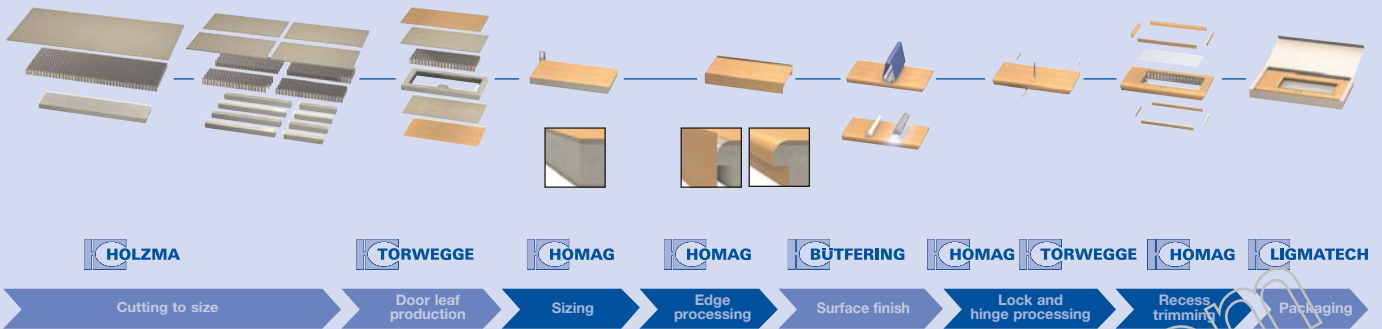 HOLZMA
TORWEGGE
HOMAG
HOMAG
BÜTFERING
HOMAG
TORWEGGE
HOMAG
LIGMATECH
Cutting to size
Door leaf
production
Sizing
Edge
processing
Surface finish
Lock and
hinge processing
Recess
trimming
Packaging